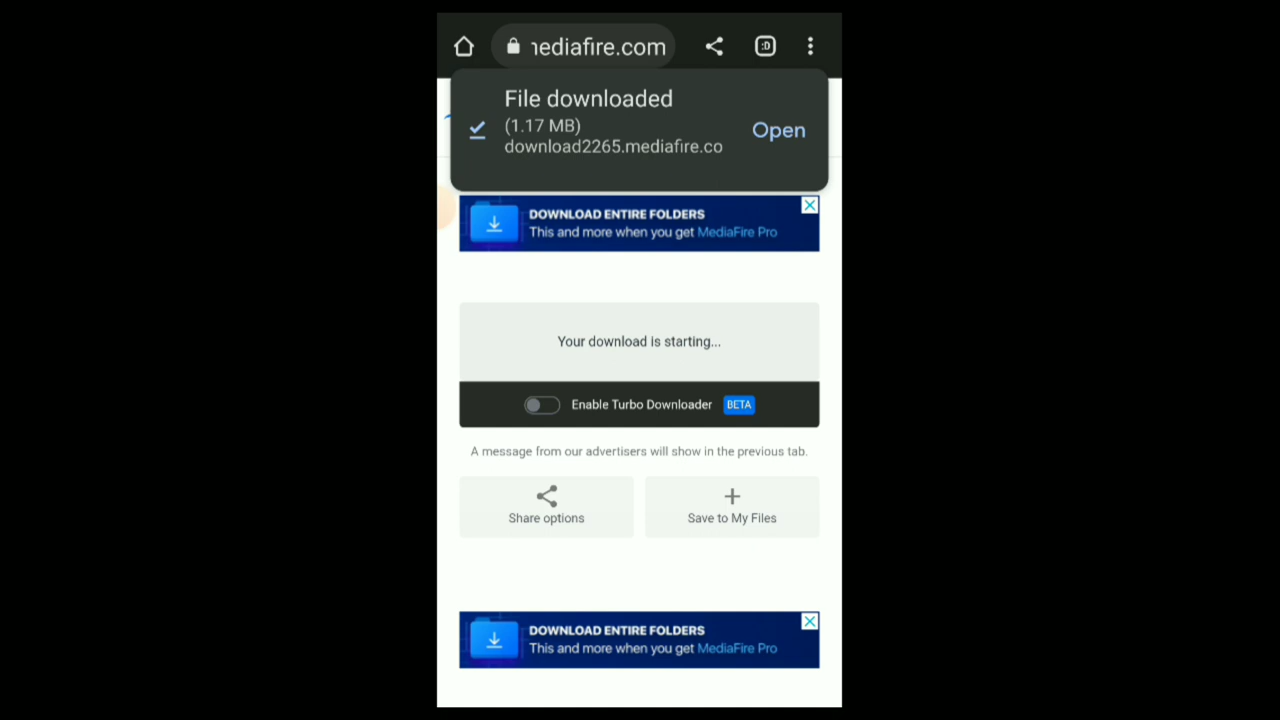 nediafire.com
:D
File downloaded
(1.17 MB)
Open
download2265.mediafire.co
DOWNLOAD ENTIRE FOLDERS
This and more when you get MediaFire Pro
Your download is starting...
Enable Turbo Downloader BETA
A message from our advertisers will show in the previous tab.
Share options
Save to My Files
DOWNLOAD ENTIRE FOLDERS
This and more when you get MediaFire Pro